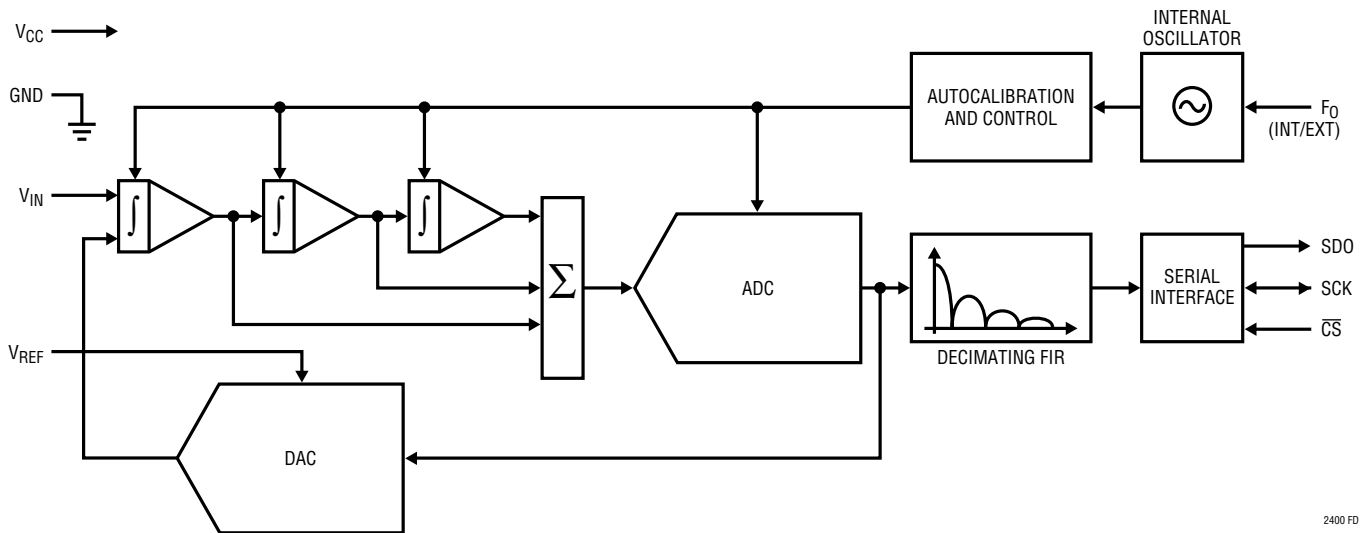 VCC
GND
VIN
VREF
∫
∫
∫
Σ
DAC
ADC
AUTOCALIBRATION
AND CONTROL
INTERNAL
OSCILLATOR
FO
(INT/EXT)
DECIMATING FIR
SERIAL
INTERFACE
SDO
SCK
C̅S̅
2400 FD